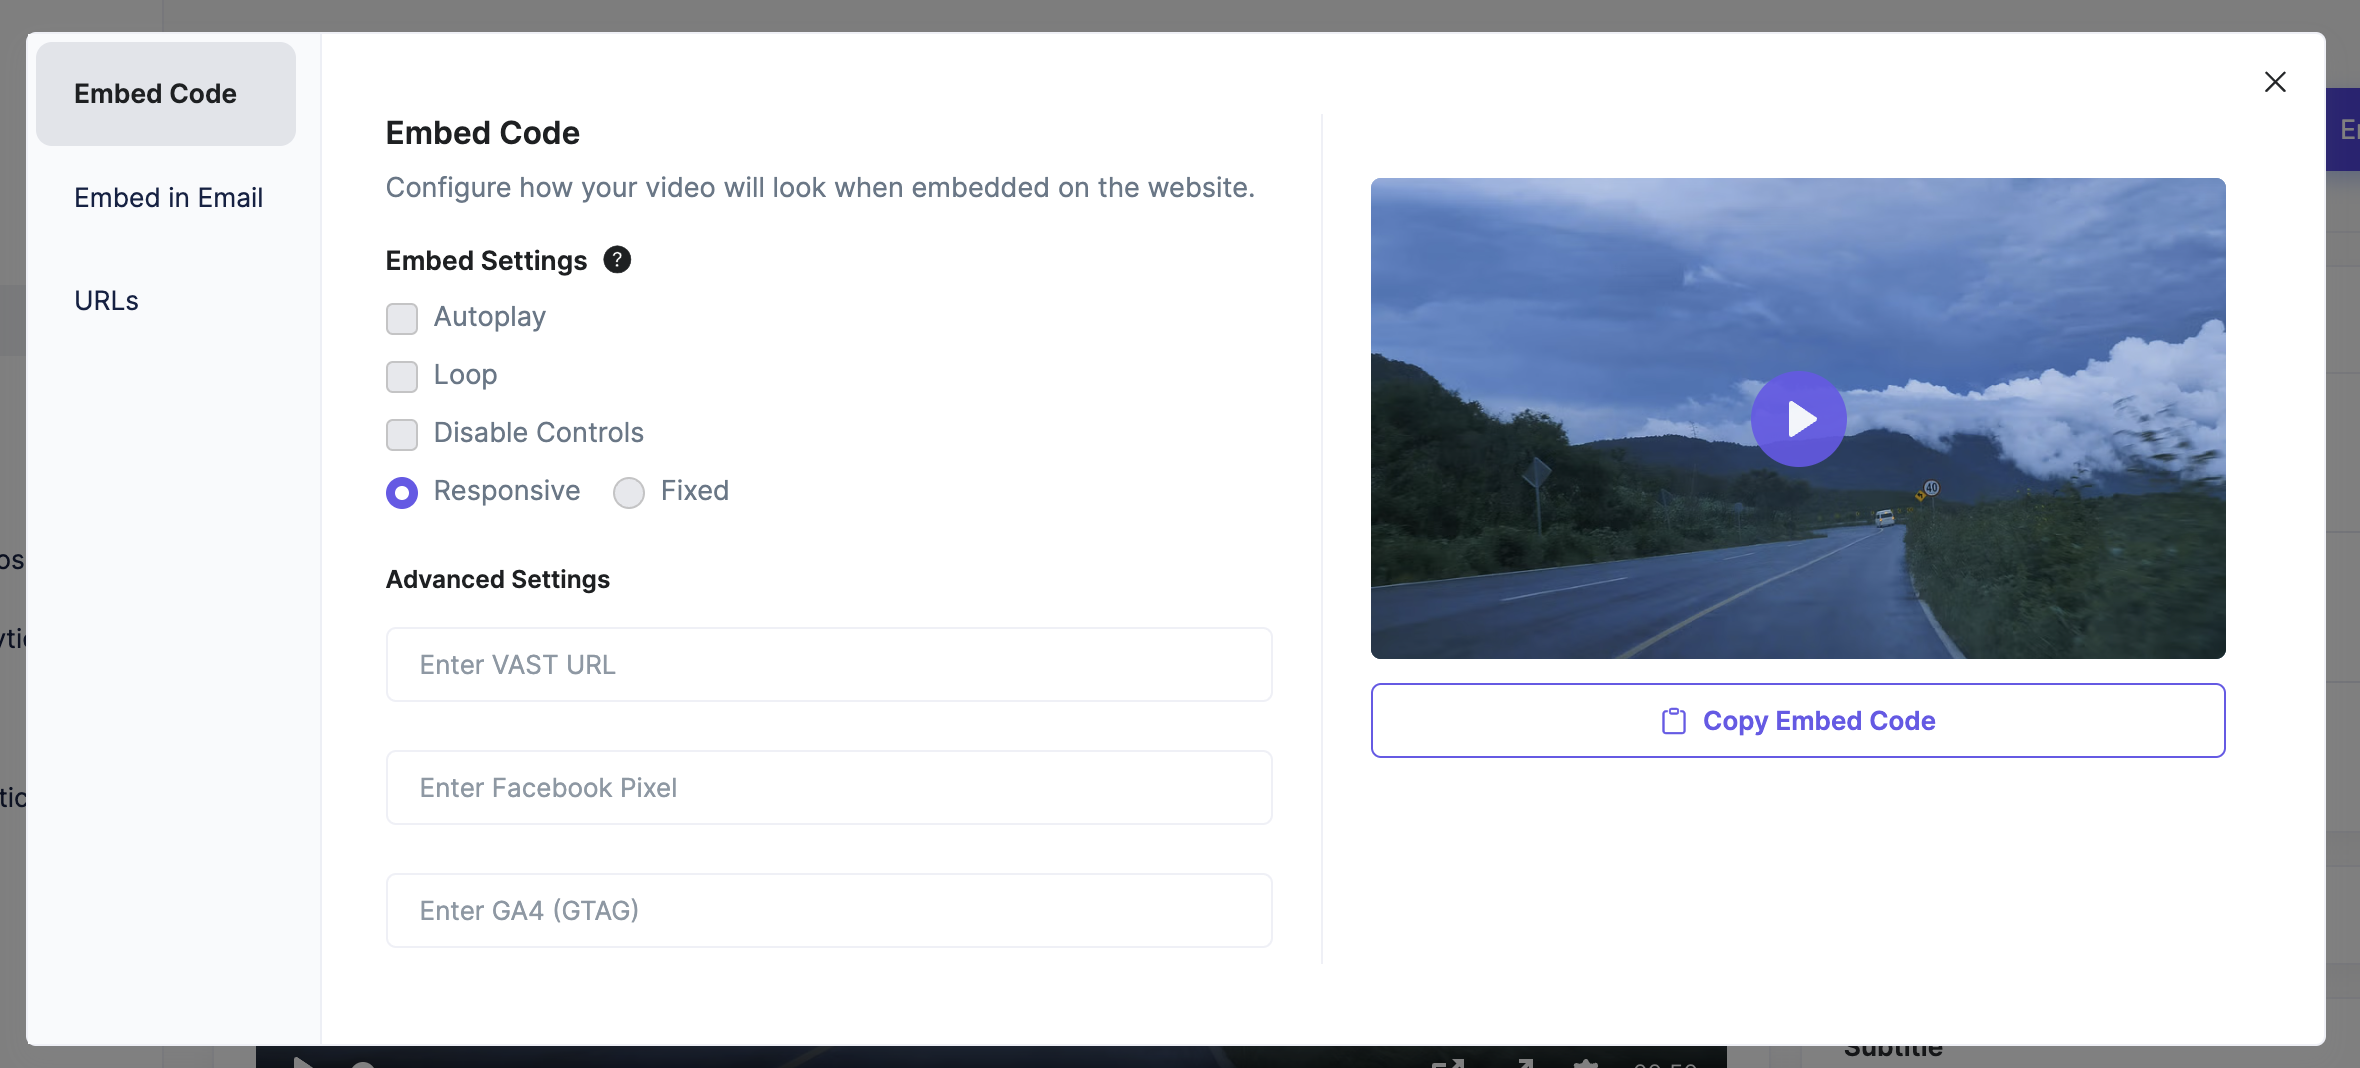 Embed Code
Embed in Email
URLs
Embed Code
Configure how your video will look when embedded on the website.
Embed Settings ?
Autoplay
Loop
Disable Controls
Responsive Fixed
Advanced Settings
Enter VAST URL
Enter Facebook Pixel
Enter GA4 (GTAG)
40
Copy Embed Code
Subtitle